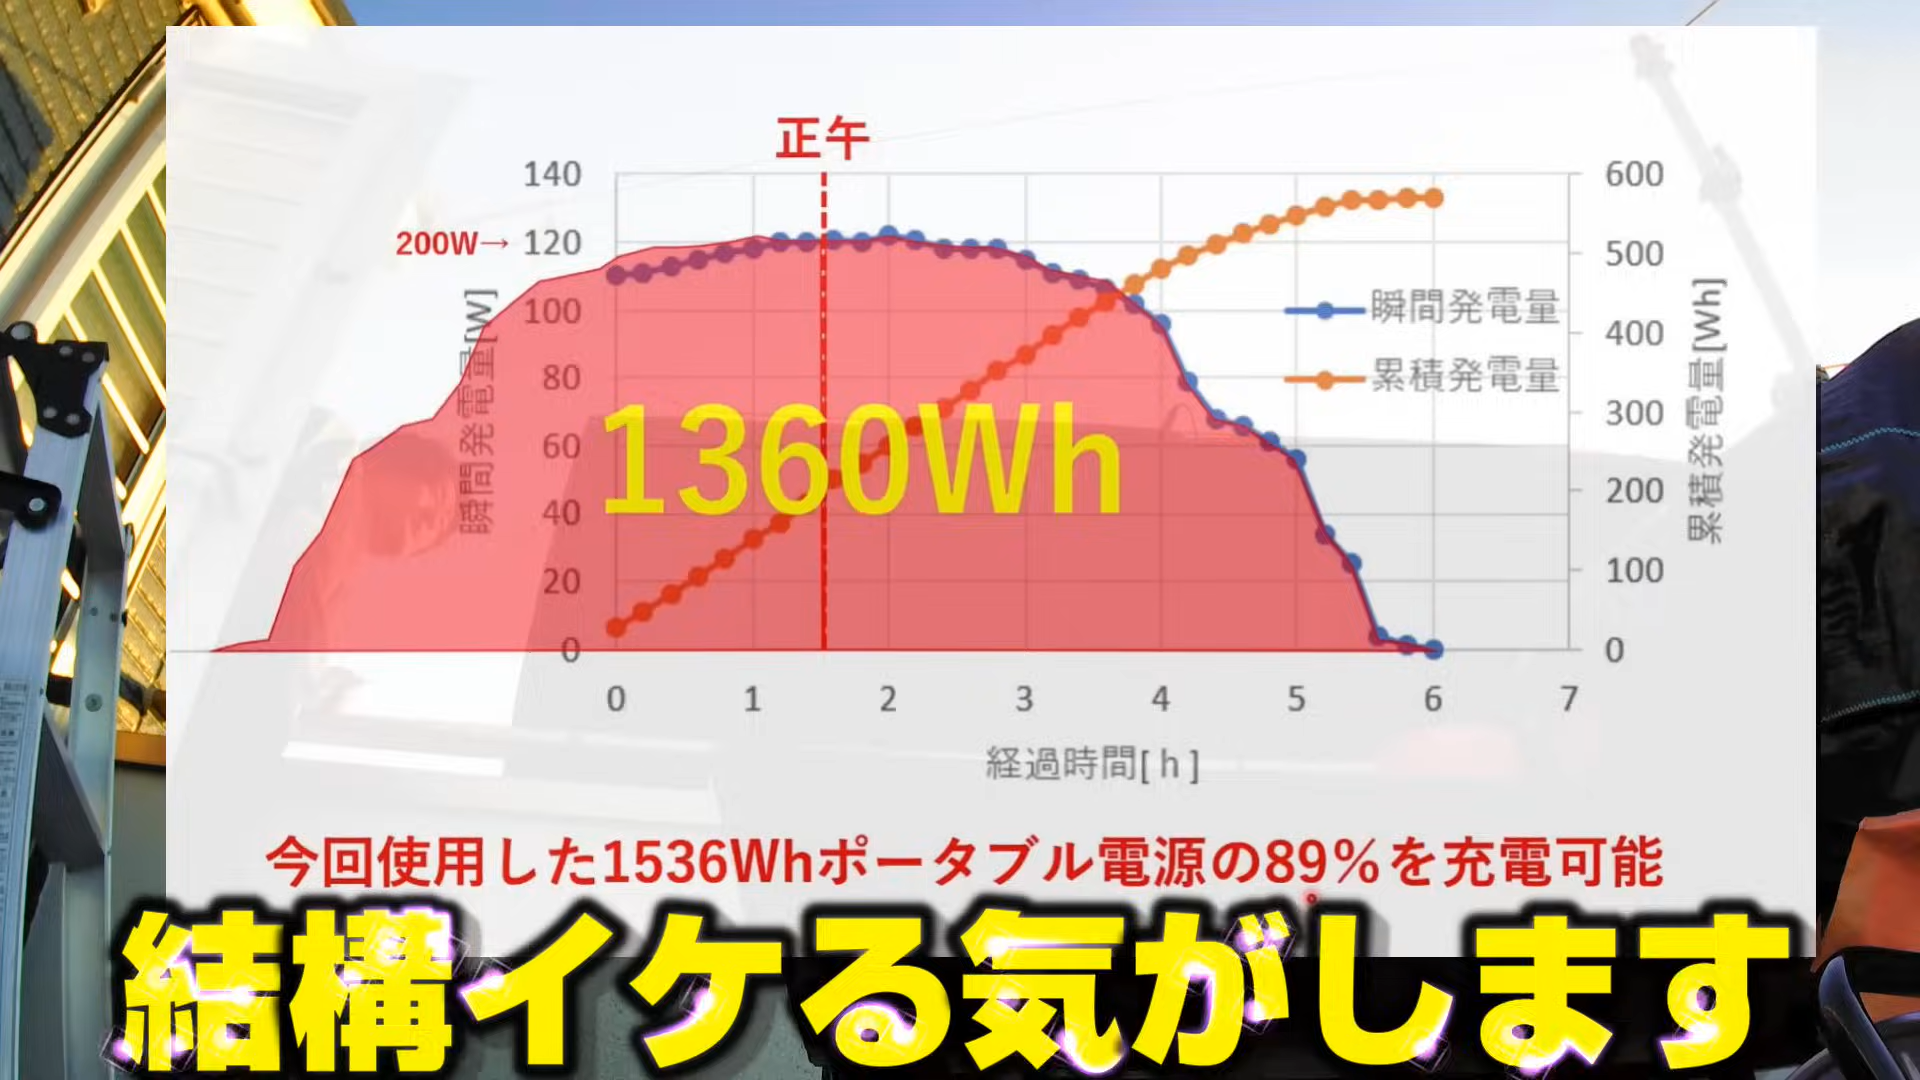 正午
200W→
140
120
100
80
60
40
20
0
瞬間発電量[W]
600
500
400
300
200
100
0
累積発電量[Wh]
瞬間発電量
累積発電量
1360Wh
0 1 2 3 4 5 6 7
経過時間[h]
今回使用した1536Whポータブル電源の89%を充電可能
結構イケる気がします